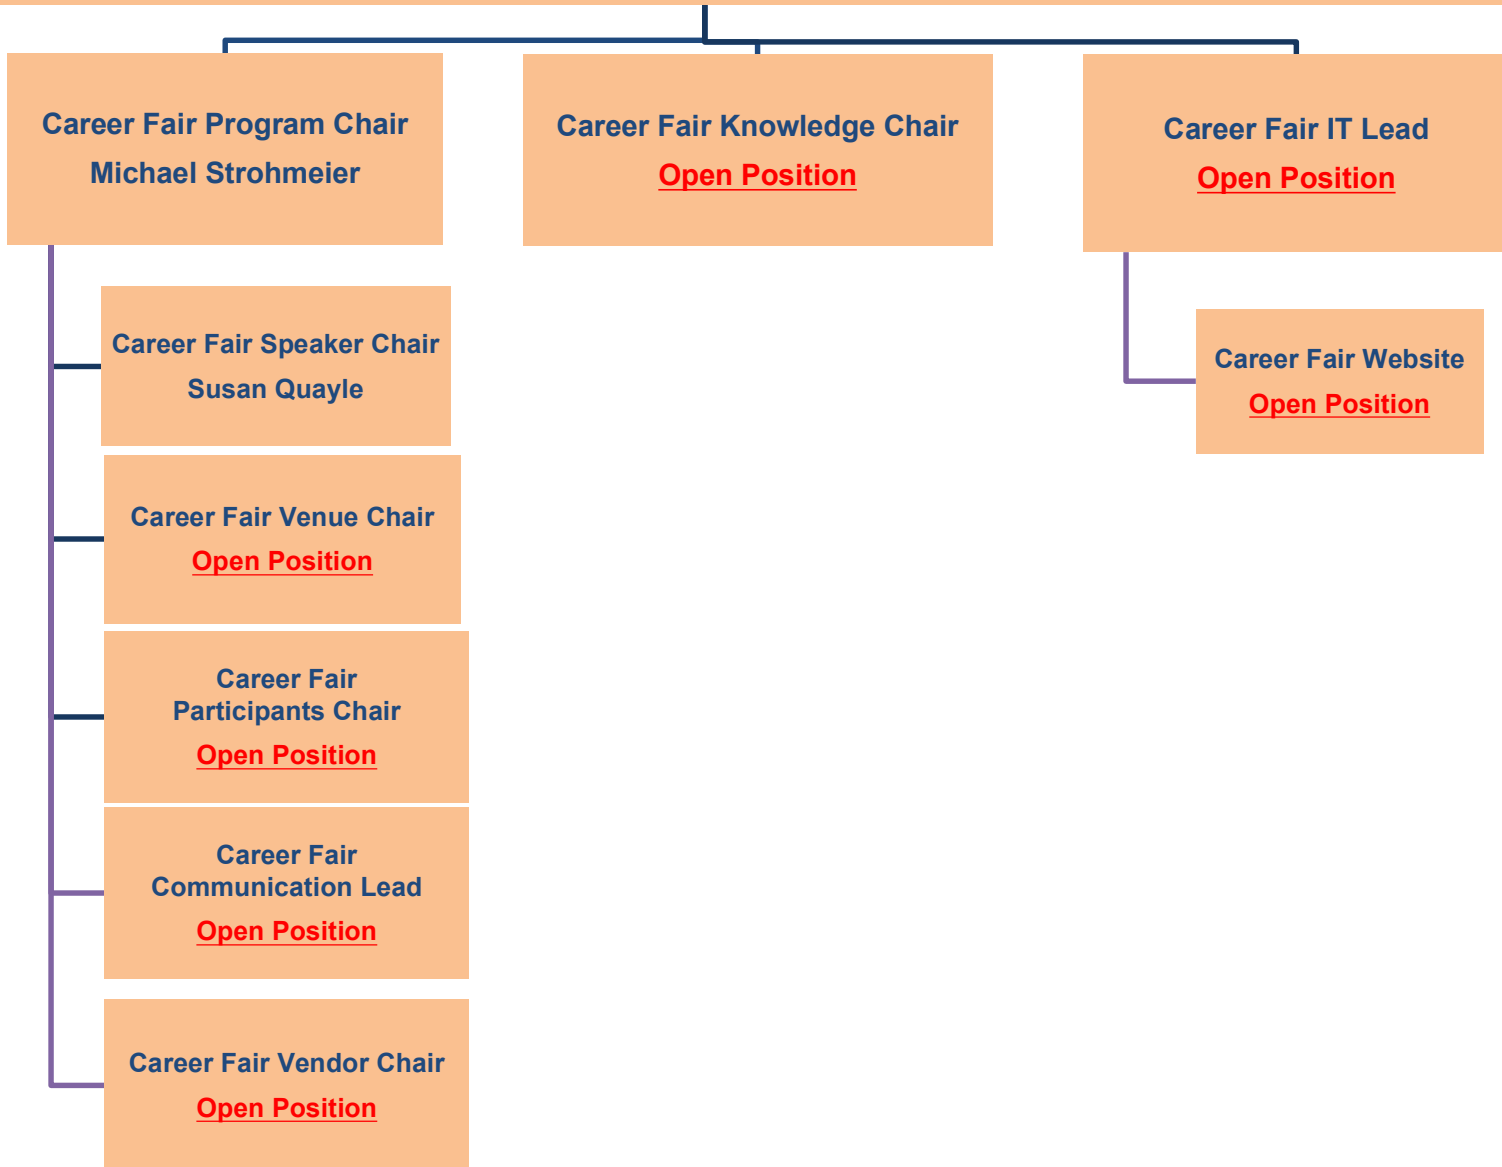 Career Fair Program Chair
Michael Strohmeier
Career Fair Knowledge Chair
Open Position
Career Fair IT Lead
Open Position
Career Fair Speaker Chair
Susan Quayle
Career Fair Website
Open Position
Career Fair Venue Chair
Open Position
Career Fair
Participants Chair
Open Position
Career Fair
Communication Lead
Open Position
Career Fair Vendor Chair
Open Position